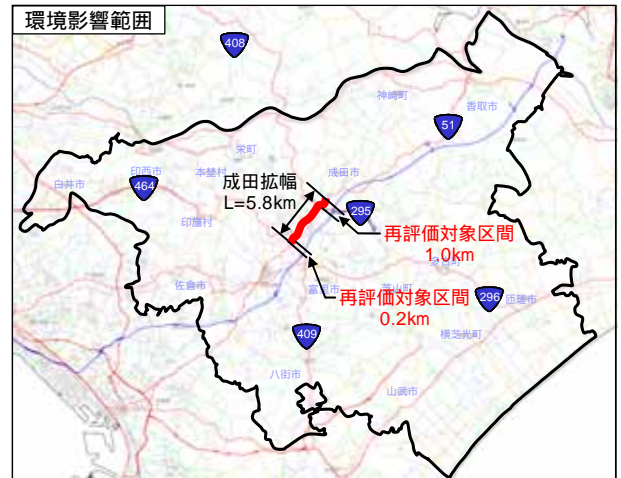 環境影響範囲
408
神崎町
香取市
51
栄町
本埜村
印西市
白井市
464
成田拡幅
L=5.8km
成田市
295
印旛村
再評価対象区間
1.0km
多古町
佐倉市
富里市
芝山町
再評価対象区間
0.2km
296
匝瑳市
横芝光町
409
八街市
山武市